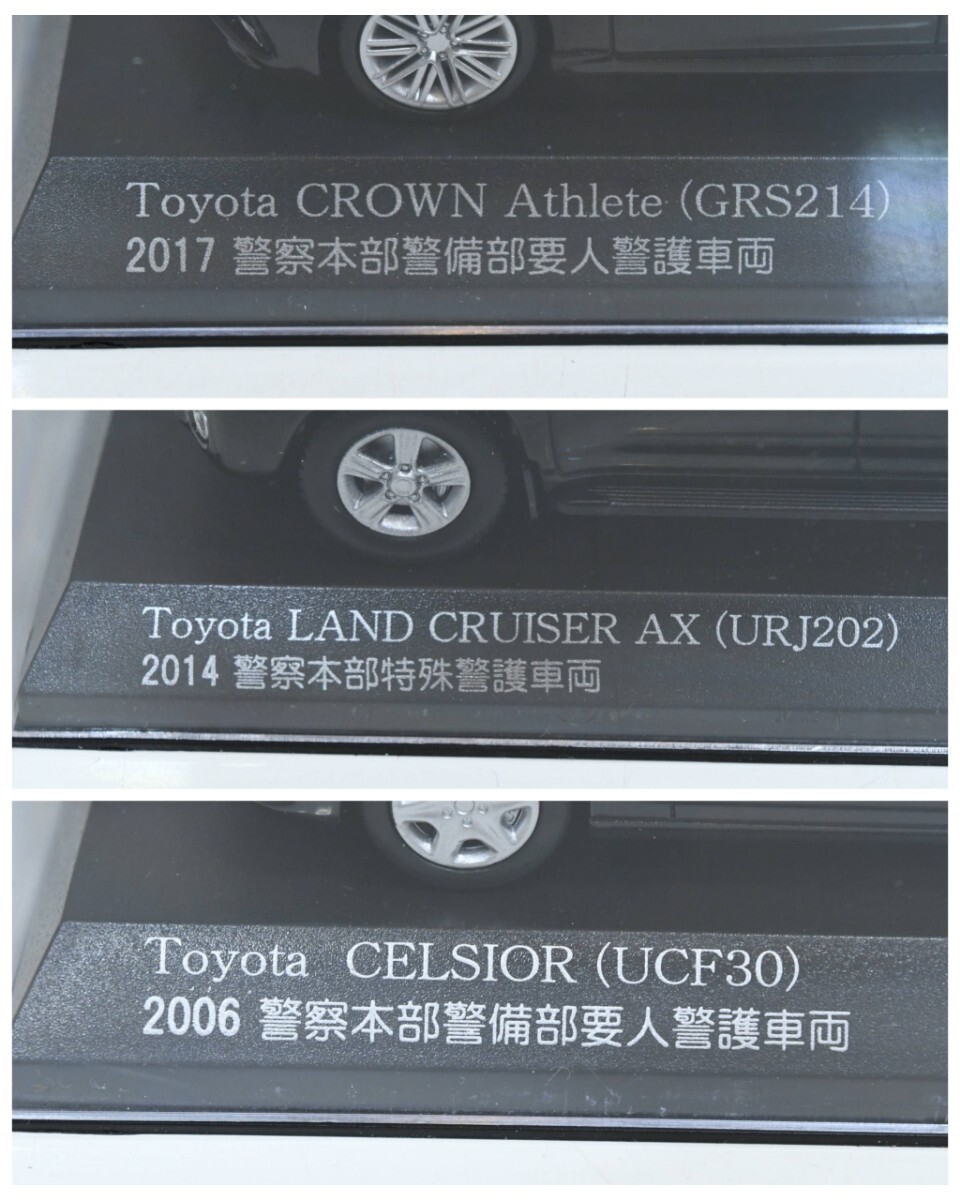 Toyota CROWN Athlete (GRS214)
2017 警察本部警備部要人警護車両
Toyota LAND CRUISER AX (URJ202)
2014 警察本部特殊警護車両
Toyota CELSIOR (UCF30)
2006 警察本部警備部要人警護車両